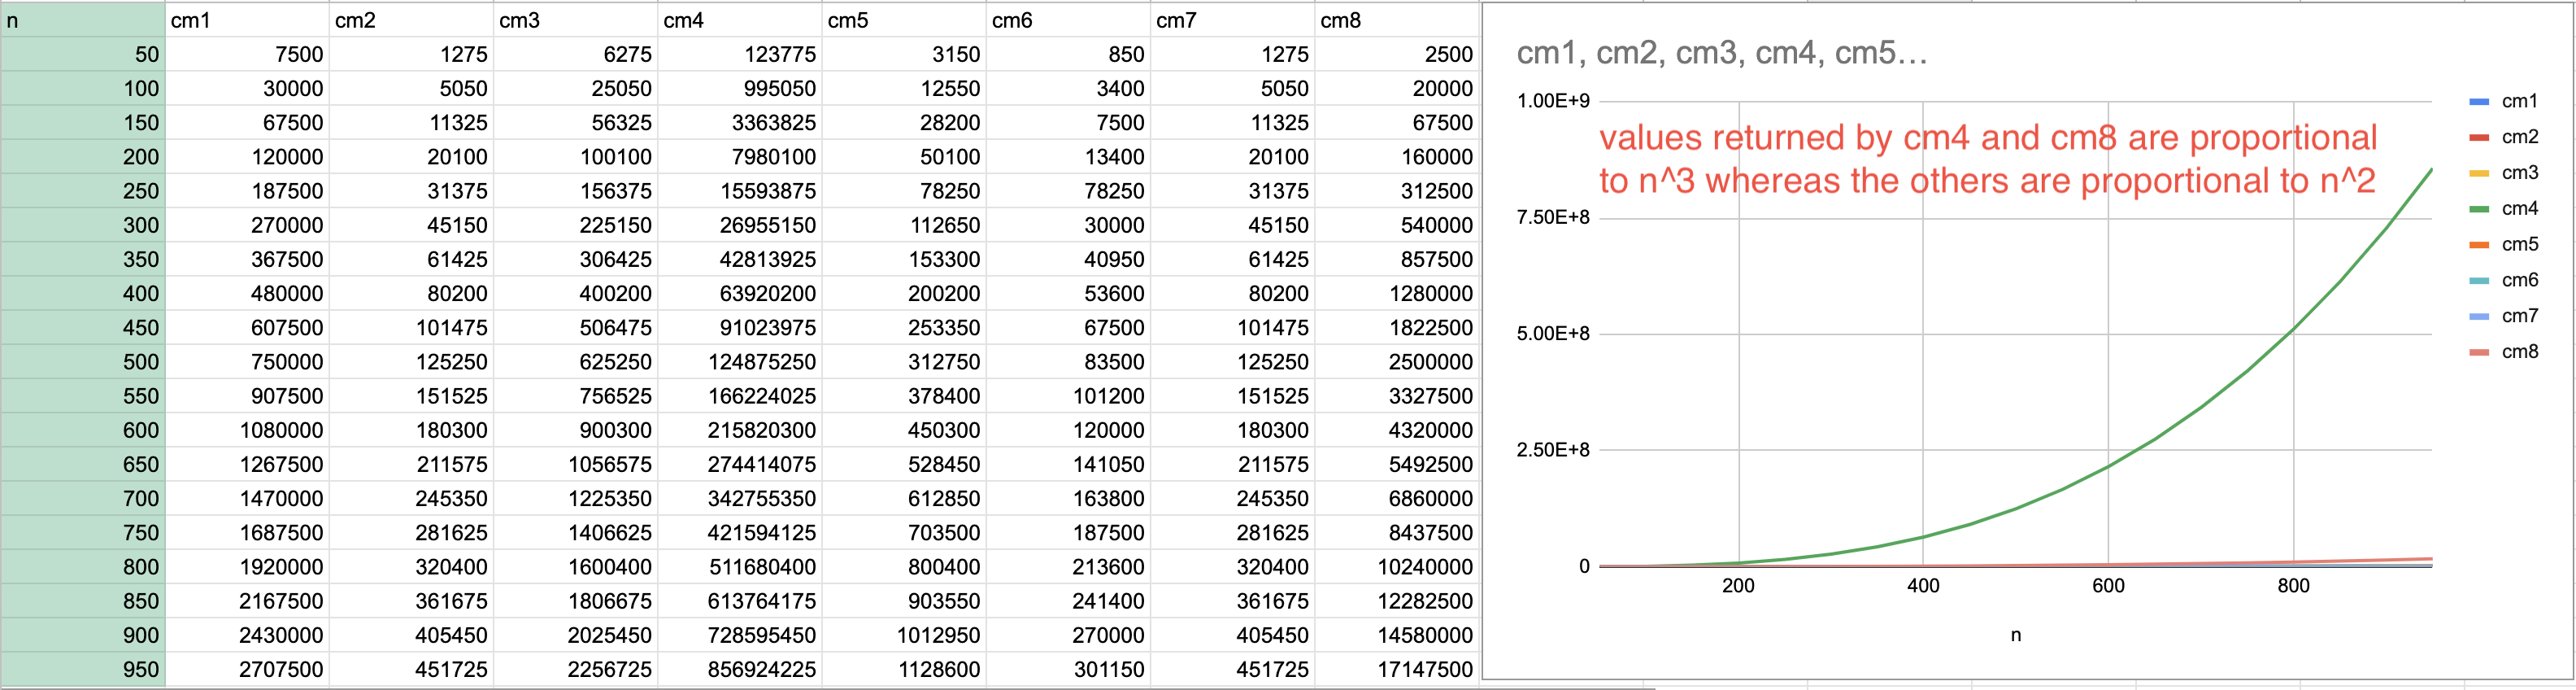 n cm1 cm2 cm3 cm4 cm5 cm6 cm7 cm8
50 7500 1275 6275 123775 3150 850 1275 2500
100 30000 5050 25050 995050 12550 3400 5050 20000
150 67500 11325 56325 3363825 28200 7500 11325 67500
200 120000 20100 100100 7980100 50100 13400 20100 160000
250 187500 31375 156375 15593875 78250 78250 31375 312500
300 270000 45150 225150 26955150 112650 30000 45150 540000
350 367500 61425 306425 42813925 153300 40950 61425 857500
400 480000 80200 400200 63920200 200200 53600 80200 1280000
450 607500 101475 506475 91023975 253350 67500 101475 1822500
500 750000 125250 625250 124875250 312750 83500 125250 2500000
550 907500 151525 756525 166224025 378400 101200 151525 3327500
600 1080000 180300 900300 215820300 450300 120000 180300 4320000
650 1267500 211575 1056575 274414075 528450 141050 211575 5492500
700 1470000 245350 1225350 342755350 612850 163800 245350 6860000
750 1687500 281625 1406625 421594125 703500 187500 281625 8437500
800 1920000 320400 1600400 511680400 800400 213600 320400 10240000
850 2167500 361675 1806675 613764175 903550 241400 361675 12282500
900 2430000 405450 2025450 728595450 1012950 270000 405450 14580000
950 2707500 451725 2256725 856924225 1128600 301150 451725 17147500
cm1, cm2, cm3, cm4, cm5...
values returned by cm4 and cm8 are proportional
to n^3 whereas the others are proportional to n^2
1.00E+9
7.50E+8
5.00E+8
2.50E+8
0
200 400 600 800
n
cm1
cm2
cm3
cm4
cm5
cm6
cm7
cm8